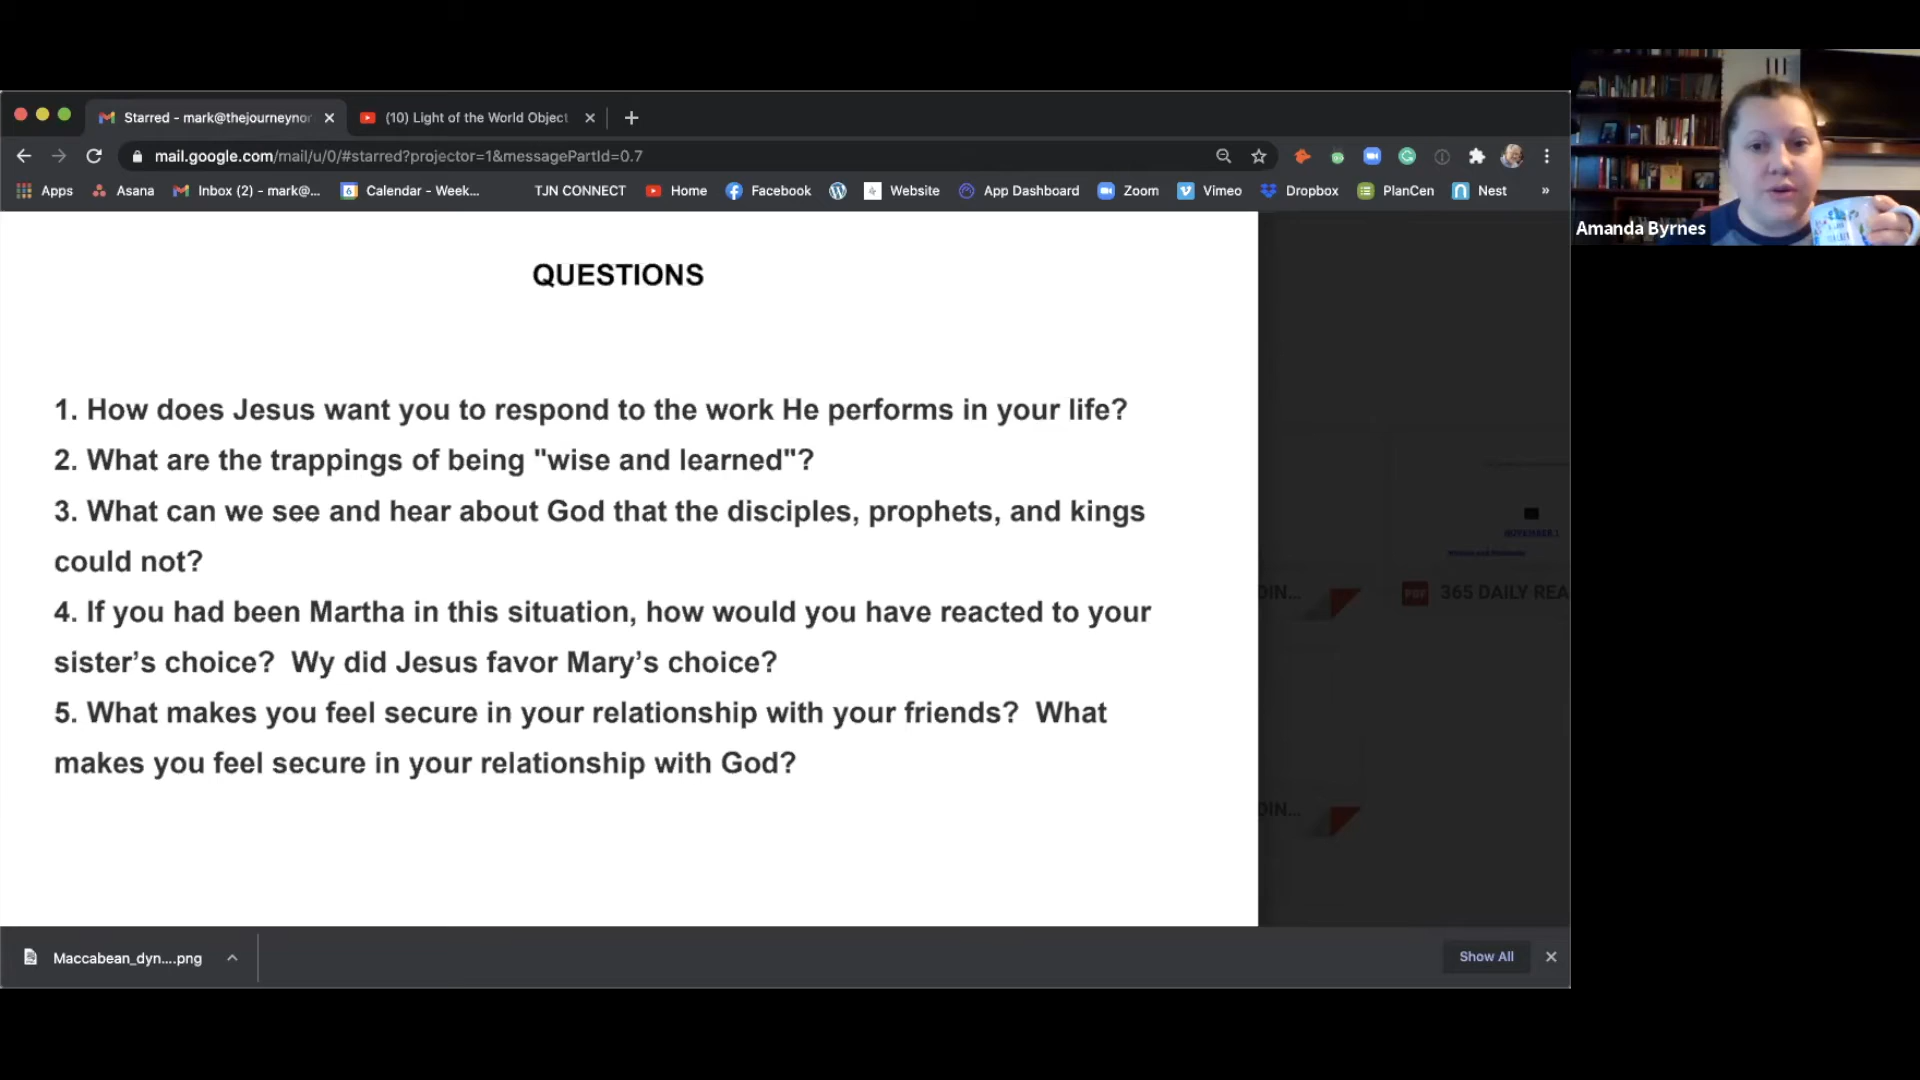 Starred - mark@thejourneynor
(10) Light of the World Object
mail.google.com/mail/u/0/#starred?projector=1&messagePartId=0.7
Apps
Asana
Inbox (2) - mark@...
Calendar - Week...
TJN CONNECT
Home
Facebook
Website
App Dashboard
Zoom
Vimeo
Dropbox
PlanCen
Nest
»
Amanda Byrnes
QUESTIONS
1. How does Jesus want you to respond to the work He performs in your life?
2. What are the trappings of being "wise and learned"?
3. What can we see and hear about God that the disciples, prophets, and kings
could not?
4. If you had been Martha in this situation, how would you have reacted to your
sister’s choice?  Wy did Jesus favor Mary’s choice?
5. What makes you feel secure in your relationship with your friends?  What
makes you feel secure in your relationship with God?
NOVEMBER 1
DIN...
PDF
365 DAILY REA
DIN...
Maccabean_dyn....png
Show All